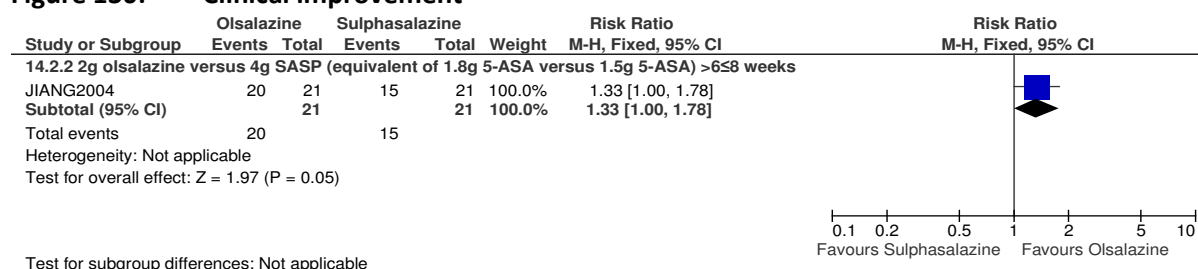 Figure 130: Clinical improvement
Olsalazine Sulphasalazine Risk Ratio Risk Ratio
Study or Subgroup Events Total Events Total Weight M-H, Fixed, 95% CI M-H, Fixed, 95% CI
14.2.2 2g olsalazine versus 4g SASP (equivalent of 1.8g 5-ASA versus 1.5g 5-ASA) >6≤8 weeks
JIANG2004 20 21 15 21 100.0% 1.33 [1.00, 1.78]
Subtotal (95% CI) 21 21 100.0% 1.33 [1.00, 1.78]
Total events 20 15
Heterogeneity: Not applicable
Test for overall effect: Z = 1.97 (P = 0.05)
0.1 0.2 0.5 1 2 5 10
Favours Sulphasalazine Favours Olsalazine
Test for subgroup differences: Not applicable